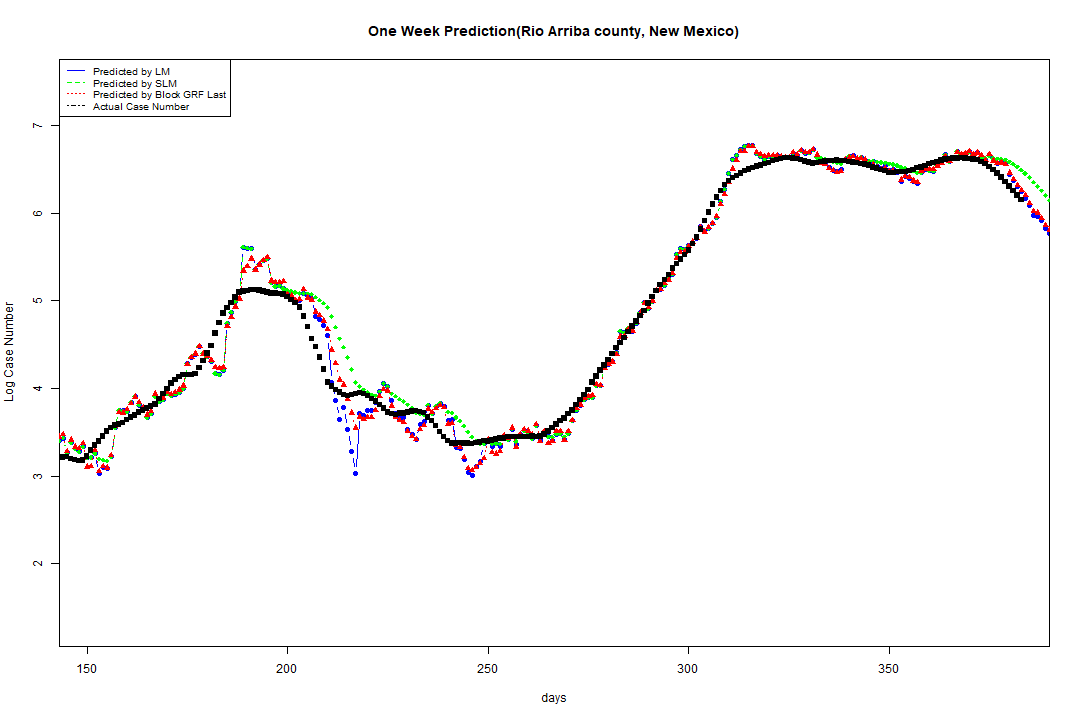 One Week Prediction(Rio Arriba county, New Mexico)
Predicted by LM
Predicted by SLM
Predicted by Block GRF Last
Actual Case Number
7
6
5
4
3
2
Log Case Number
150 200 250 300 350
days